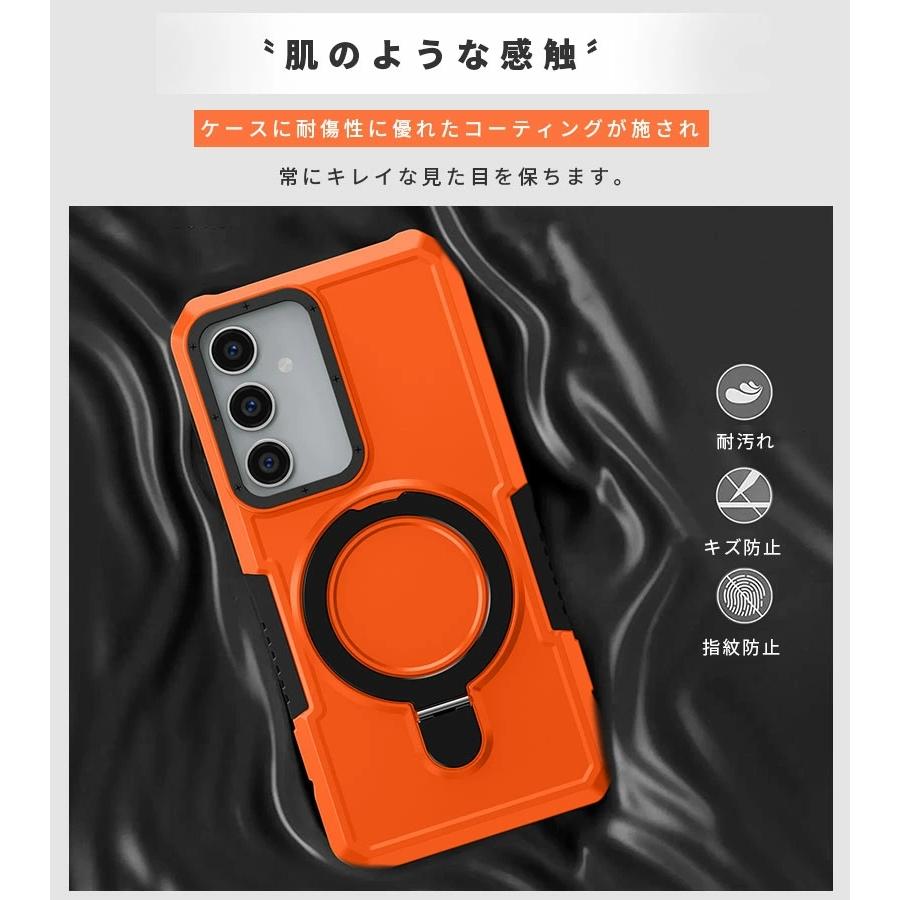 〝肌のような感触〞
ケースに耐傷性に優れたコーティングが施され
常にキレイな見た目を保ちます。
耐汚れ
キズ防止
指紋防止